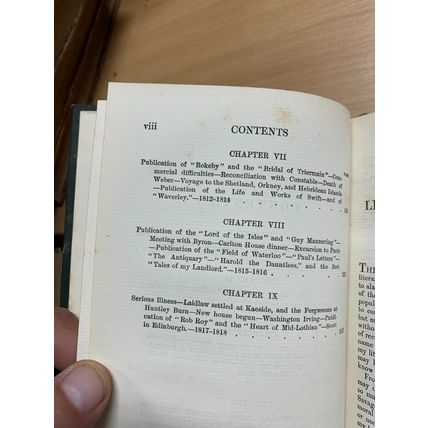 viii CONTENTS
CHAPTER VII
Publication of "Rokeby" and the "Bridal of Triermain"—Com-
mercial difficulties—Reconciliation with Constable—Death of
Weber—Voyage to the Shetland, Orkney, and Hebridean Islands
—Publication of the Life and Works of Swift—and of
"Waverley."—1812-1814
CHAPTER VIII
Publication of the "Lord of the Isles" and "Guy Mannering"—
Meeting with Byron—Carlton House dinner—Excursion to Paris
—Publication of the "Field of Waterloo"—"Paul's Letters"—
"The Antiquary"—"Harold the Dauntless," and the first
"Tales of my Landlord."—1815-1816
CHAPTER IX
Serious illness—Laidlaw settled at Kaeside, and the Fergussons at
Huntly Burn—New house begun—Washington Irving—Publi-
cation of "Rob Roy" and the "Heart of Mid-Lothian"—Scott
in Edinburgh.—1817-1818